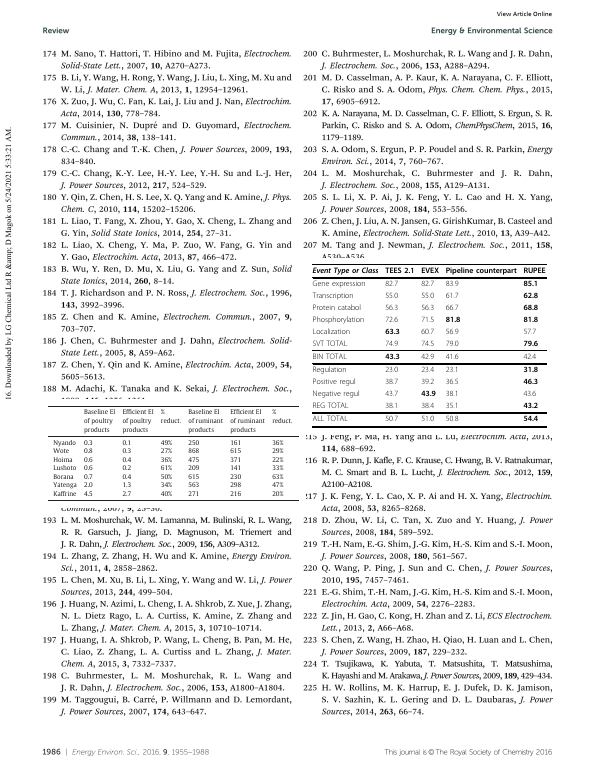 View Article Online
Review
Energy & Environmental Science
16. Downloaded by LG Chemical Ltd R &amp; D Magok on 5/24/2021 5:33:21 AM.
174 M. Sano, T. Hattori, T. Hibino and M. Fujita, Electrochem.
Solid-State Lett., 2007, 10, A270–A273.
175 B. Li, Y. Wang, H. Rong, Y. Wang, J. Liu, L. Xing, M. Xu and
W. Li, J. Mater. Chem. A, 2013, 1, 12954–12961.
176 X. Zuo, J. Wu, C. Fan, K. Lai, J. Liu and J. Nan, Electrochim.
Acta, 2014, 130, 778–784.
177 M. Cuisinier, N. Dupré and D. Guyomard, Electrochem.
Commun., 2014, 38, 138–141.
178 C.-C. Chang and T.-K. Chen, J. Power Sources, 2009, 193,
834–840.
179 C.-C. Chang, K.-Y. Lee, H.-Y. Lee, Y.-H. Su and L.-J. Her,
J. Power Sources, 2012, 217, 524–529.
180 Y. Qin, Z. Chen, H. S. Lee, X. Q. Yang and K. Amine, J. Phys.
Chem. C, 2010, 114, 15202–15206.
181 L. Liao, T. Fang, X. Zhou, Y. Gao, X. Cheng, L. Zhang and
G. Yin, Solid State Ionics, 2014, 254, 27–31.
182 L. Liao, X. Cheng, Y. Ma, P. Zuo, W. Fang, G. Yin and
Y. Gao, Electrochim. Acta, 2013, 87, 466–472.
183 B. Wu, Y. Ren, D. Mu, X. Liu, G. Yang and Z. Sun, Solid
State Ionics, 2014, 260, 8–14.
184 T. J. Richardson and P. N. Ross, J. Electrochem. Soc., 1996,
143, 3992–3996.
185 Z. Chen and K. Amine, Electrochem. Commun., 2007, 9,
703–707.
186 J. Chen, C. Buhrmester and J. Dahn, Electrochem. Solid-
State Lett., 2005, 8, A59–A62.
187 Z. Chen, Y. Qin and K. Amine, Electrochim. Acta, 2009, 54,
5605–5613.
188 M. Adachi, K. Tanaka and K. Sekai, J. Electrochem. Soc.,
Baseline EI Efficient EI % Baseline EI Efficient EI %
of poultry of poultry reduct. of ruminant of ruminant reduct.
products products products products
Nyando 0.3 0.1 49% 250 161 36%
Wote 0.8 0.3 27% 868 615 29%
Hoima 0.6 0.4 36% 475 371 22%
Lushoto 0.6 0.2 61% 209 141 33%
Borana 0.7 0.4 50% 615 230 63%
Yatenga 2.0 1.3 34% 563 298 47%
Kaffrine 4.5 2.7 40% 271 216 20%
Commun., 2007, 9, 25–30.
193 L. M. Moshurchak, W. M. Lamanna, M. Bulinski, R. L. Wang,
R. R. Garsuch, J. Jiang, D. Magnuson, M. Triemert and
J. R. Dahn, J. Electrochem. Soc., 2009, 156, A309–A312.
194 L. Zhang, Z. Zhang, H. Wu and K. Amine, Energy Environ.
Sci., 2011, 4, 2858–2862.
195 L. Chen, M. Xu, B. Li, L. Xing, Y. Wang and W. Li, J. Power
Sources, 2013, 244, 499–504.
196 J. Huang, N. Azimi, L. Cheng, I. A. Shkrob, Z. Xue, J. Zhang,
N. L. Dietz Rago, L. A. Curtiss, K. Amine, Z. Zhang and
L. Zhang, J. Mater. Chem. A, 2015, 3, 10710–10714.
197 J. Huang, I. A. Shkrob, P. Wang, L. Cheng, B. Pan, M. He,
C. Liao, Z. Zhang, L. A. Curtiss and L. Zhang, J. Mater.
Chem. A, 2015, 3, 7332–7337.
198 C. Buhrmester, L. M. Moshurchak, R. L. Wang and
J. R. Dahn, J. Electrochem. Soc., 2006, 153, A1800–A1804.
199 M. Taggougui, B. Carré, P. Willmann and D. Lemordant,
J. Power Sources, 2007, 174, 643–647.
200 C. Buhrmester, L. Moshurchak, R. L. Wang and J. R. Dahn,
J. Electrochem. Soc., 2006, 153, A288–A294.
201 M. D. Casselman, A. P. Kaur, K. A. Narayana, C. F. Elliott,
C. Risko and S. A. Odom, Phys. Chem. Chem. Phys., 2015,
17, 6905–6912.
202 K. A. Narayana, M. D. Casselman, C. F. Elliott, S. Ergun, S. R.
Parkin, C. Risko and S. A. Odom, ChemPhysChem, 2015, 16,
1179–1189.
203 S. A. Odom, S. Ergun, P. P. Poudel and S. R. Parkin, Energy
Environ. Sci., 2014, 7, 760–767.
204 L. M. Moshurchak, C. Buhrmester and J. R. Dahn,
J. Electrochem. Soc., 2008, 155, A129–A131.
205 S. L. Li, X. P. Ai, J. K. Feng, Y. L. Cao and H. X. Yang,
J. Power Sources, 2008, 184, 553–556.
206 Z. Chen, J. Liu, A. N. Jansen, G. GirishKumar, B. Casteel and
K. Amine, Electrochem. Solid-State Lett., 2010, 13, A39–A42.
207 M. Tang and J. Newman, J. Electrochem. Soc., 2011, 158,
A530–A536.
Event Type or Class TEES 2.1 EVEX Pipeline counterpart RUPEE
Gene expression 82.7 82.7 83.9 85.1
Transcription 55.0 55.0 61.7 62.8
Protein catabol 56.3 56.3 66.7 68.8
Phosphorylation 72.6 71.5 81.8 81.8
Localization 63.3 60.7 56.9 57.7
SVT TOTAL 74.9 74.5 77.0 79.6
BIN TOTAL 43.3 42.9 41.6 42.4
Regulation 23.0 23.4 23.1 31.8
Positive regul 38.7 39.2 36.5 46.3
Negative regul 43.7 43.9 38.1 43.6
REG TOTAL 38.1 38.4 35.1 43.2
ALL TOTAL 50.7 51.0 50.8 54.4
:15 J. Feng, P. Ma, H. Yang and L. Lu, Electrochim. Acta, 2013,
114, 688–692.
!16 R. P. Dunn, J. Kafle, F. C. Krause, C. Hwang, B. V. Ratnakumar,
M. C. Smart and B. L. Lucht, J. Electrochem. Soc., 2012, 159,
A2100–A2108.
!17 J. K. Feng, Y. L. Cao, X. P. Ai and H. X. Yang, Electrochim.
Acta, 2008, 53, 8265–8268.
218 D. Zhou, W. Li, C. Tan, X. Zuo and Y. Huang, J. Power
Sources, 2008, 184, 589–592.
219 T.-H. Nam, E.-G. Shim, J.-G. Kim, H.-S. Kim and S.-I. Moon,
J. Power Sources, 2008, 180, 561–567.
220 Q. Wang, P. Ping, J. Sun and C. Chen, J. Power Sources,
2010, 195, 7457–7461.
221 E.-G. Shim, T.-H. Nam, J.-G. Kim, H.-S. Kim and S.-I. Moon,
Electrochim. Acta, 2009, 54, 2276–2283.
222 Z. Jin, H. Gao, C. Kong, H. Zhan and Z. Li, ECS Electrochem.
Lett., 2013, 2, A66–A68.
223 S. Chen, Z. Wang, H. Zhao, H. Qiao, H. Luan and L. Chen,
J. Power Sources, 2009, 187, 229–232.
224 T. Tsujikawa, K. Yabuta, T. Matsushita, T. Matsushima,
K. Hayashi and M. Arakawa, J. Power Sources, 2009, 189, 429–434.
225 H. W. Rollins, M. K. Harrup, E. J. Dufek, D. K. Jamison,
S. V. Sazhin, K. L. Gering and D. L. Daubaras, J. Power
Sources, 2014, 263, 66–74.
1986 | Energy Environ. Sci., 2016, 9, 1955–1988
This journal is © The Royal Society of Chemistry 2016